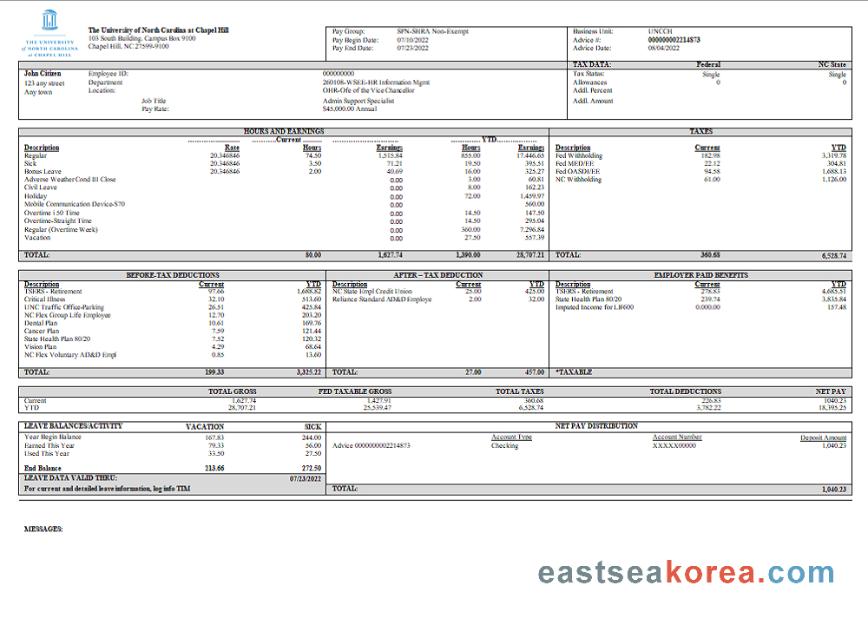 The University of North Carolina at Chapel Hill
103 South Building, Campus Box 9100
Chapel Hill, NC 27599-9100
THE UNIVERSITY
of NORTH CAROLINA
at CHAPEL HILL
Pay Group: SPN-SHRA Non-Exempt
Pay Begin Date: 07/10/2022
Pay End Date: 07/23/2022
Business Unit: UNCCH
Advice #: 000000002214873
Advice Date: 08/04/2022
TAX DATA: Federal NC State
John Citizen
123 any street
Any town
Employee ID: 000000000
Department 260108-WSEE-HR Information Mgmt
Location: OHR-Ofc of the Vice Chancellor
Job Title Admin Support Specialist
Pay Rate: $45,000.00 Annual
Tax Status: Single Single
Allowances 0 0
Addl. Percent
Addl. Amount
HOURS AND EARNINGS
Current YTD
Description Rate Hours Earnings Hours Earnings
Regular 20.346846 74.50 1,515.84 855.00 17,446.65
Sick 20.346846 3.50 71.21 19.50 395.51
Bonus Leave 20.346846 2.00 40.69 16.00 325.27
Adverse Weather Cond III Close 0.00 3.00 60.81
Civil Leave 0.00 8.00 162.23
Holiday 0.00 72.00 1,459.97
Mobile Communication Device-$70 0.00 560.00
Overtime 1.50 Time 0.00 14.50 147.50
Overtime-Straight Time 0.00 14.50 295.04
Regular (Overtime Week) 0.00 360.00 7,296.84
Vacation 0.00 27.50 557.39
TOTAL: 80.00 1,627.74 1,390.00 28,707.21
TAXES
Description Current YTD
Fed Withholding 182.98 3,319.78
Fed MED/EE 22.12 304.81
Fed OASDI/EE 94.58 1,688.13
NC Withholding 61.00 1,126.00
TOTAL: 360.68 6,528.74
BEFORE-TAX DEDUCTIONS
Description Current YTD
TSERS - Retirement 97.66 1,688.82
Critical Illness 32.10 513.60
UNC Traffic Office-Parking 26.51 425.84
NC Flex Group Life Employee 12.70 203.20
Dental Plan 10.61 169.76
Cancer Plan 7.59 121.44
State Health Plan 80/20 7.52 120.32
Vision Plan 4.29 68.64
NC Flex Voluntary AD&D Empl 0.85 13.60
TOTAL: 199.33 3,325.22
AFTER – TAX DEDUCTION
Description Current YTD
NC State Empl Credit Union 25.00 425.00
Reliance Standard AD&D Employe 2.00 32.00
TOTAL: 27.00 457.00
EMPLOYER PAID BENEFITS
Description Current YTD
TSERS - Retirement 278.83 4,685.51
State Health Plan 80/20 239.74 3,835.84
Imputed Income for LIF600 0.000.00 157.48
*TAXABLE
TOTAL GROSS FED TAXABLE GROSS TOTAL TAXES TOTAL DEDUCTIONS NET PAY
Current 1,627.74 1,427.91 360.68 226.83 1040.23
YTD 28,707.21 25,539.47 6,528.74 3,782.22 18,395.25
LEAVE BALANCES/ACTIVITY VACATION SICK
Year Begin Balance 167.83 244.00
Earned This Year 79.33 56.00
Used This Year 33.50 27.50
End Balance 213.66 272.50
LEAVE DATA VALID THRU: 07/23/2022
For current and detailed leave information, log info TIM
NET PAY DISTRIBUTION
Account Type Account Number Deposit Amount
Advice 0000000002214873 Checking XXXXX00000 1,040.23
TOTAL: 1,040.23
MESSAGES:
eastseakorea.com